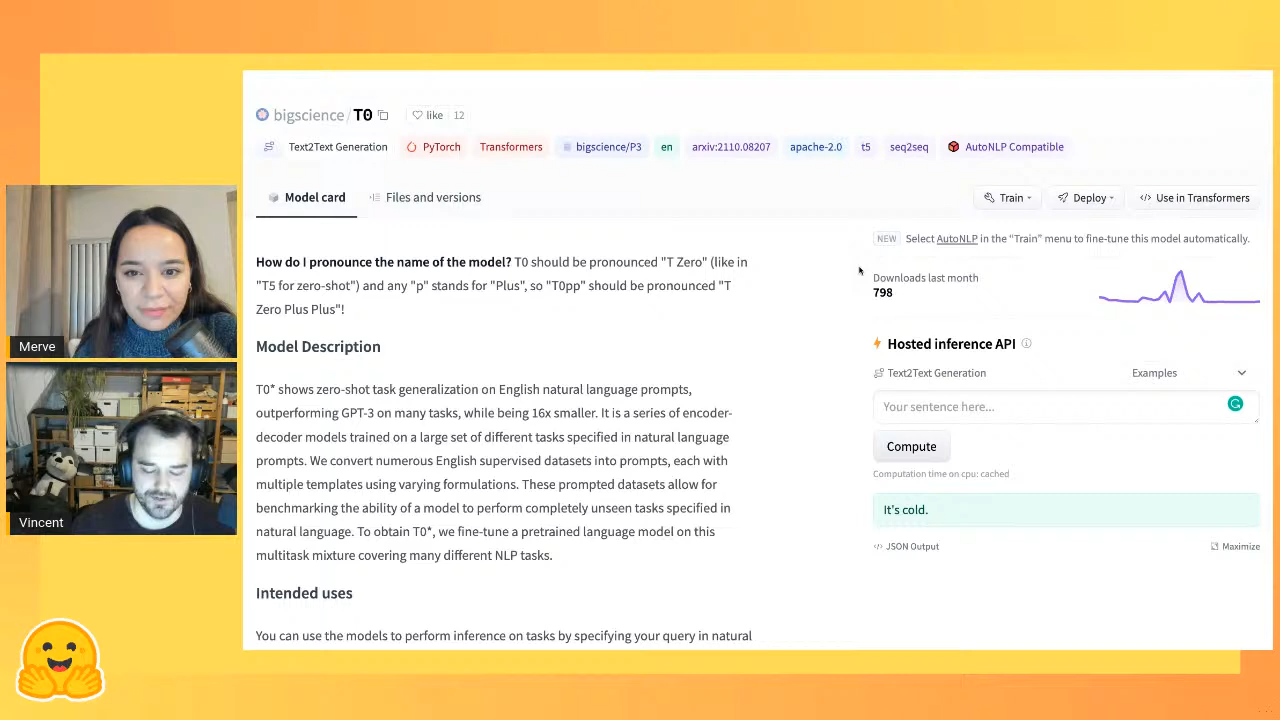 bigscience / T0 like 12
Text2Text Generation PyTorch Transformers bigscience/P3 en arxiv:2110.08207 apache-2.0 t5 seq2seq AutoNLP Compatible
Model card Files and versions Train Deploy Use in Transformers
NEW Select AutoNLP in the “Train” menu to fine-tune this model automatically.
How do I pronounce the name of the model? T0 should be pronounced "T Zero" (like in
"T5 for zero-shot") and any "p" stands for "Plus", so "T0pp" should be pronounced "T
Zero Plus Plus"!
Model Description
T0* shows zero-shot task generalization on English natural language prompts,
outperforming GPT-3 on many tasks, while being 16x smaller. It is a series of encoder-
decoder models trained on a large set of different tasks specified in natural language
prompts. We convert numerous English supervised datasets into prompts, each with
multiple templates using varying formulations. These prompted datasets allow for
benchmarking the ability of a model to perform completely unseen tasks specified in
natural language. To obtain T0*, we fine-tune a pretrained language model on this
multitask mixture covering many different NLP tasks.
Intended uses
You can use the models to perform inference on tasks by specifying your query in natural
Downloads last month
798
Hosted inference API
Text2Text Generation Examples
Your sentence here...
Compute
Computation time on cpu: cached
It's cold.
JSON Output Maximize
Merve
Vincent